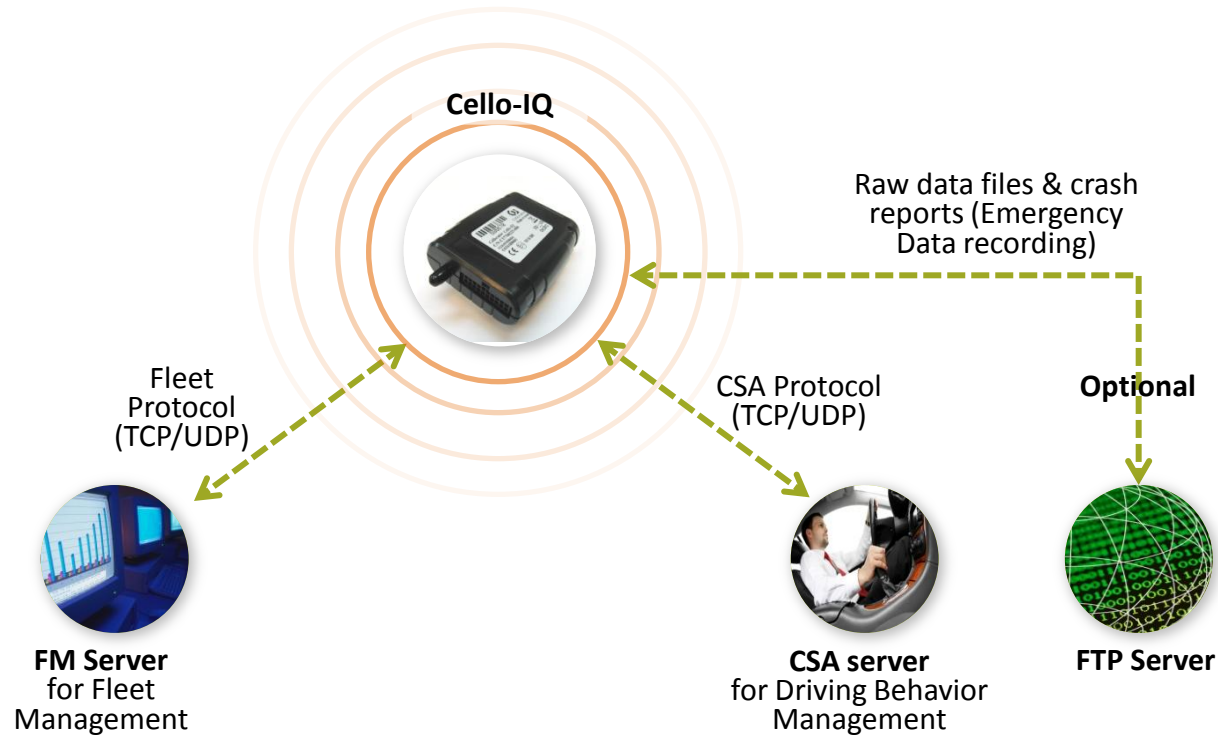 Cello-IQ
Raw data files & crash
reports (Emergency
Data recording)
Fleet
Protocol
(TCP/UDP)
CSA Protocol
(TCP/UDP)
Optional
FM Server
for Fleet
Management
CSA server
for Driving Behavior
Management
FTP Server